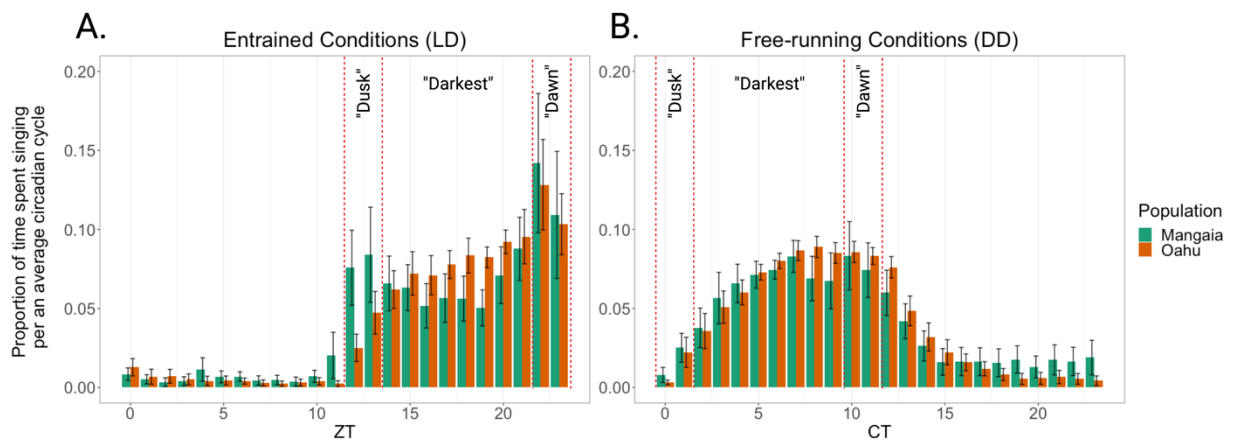 A.
Entrained Conditions (LD)
"Dusk"
"Darkest"
"Dawn"
Proportion of time spent singing
per an average circadian cycle
0.20
0.15
0.10
0.05
0.00
0
5
10
15
20
ZT
B.
Free-running Conditions (DD)
"Dusk"
"Darkest"
"Dawn"
0.20
0.15
0.10
0.05
0.00
0
5
10
15
20
CT
Population
Mangaia
Oahu